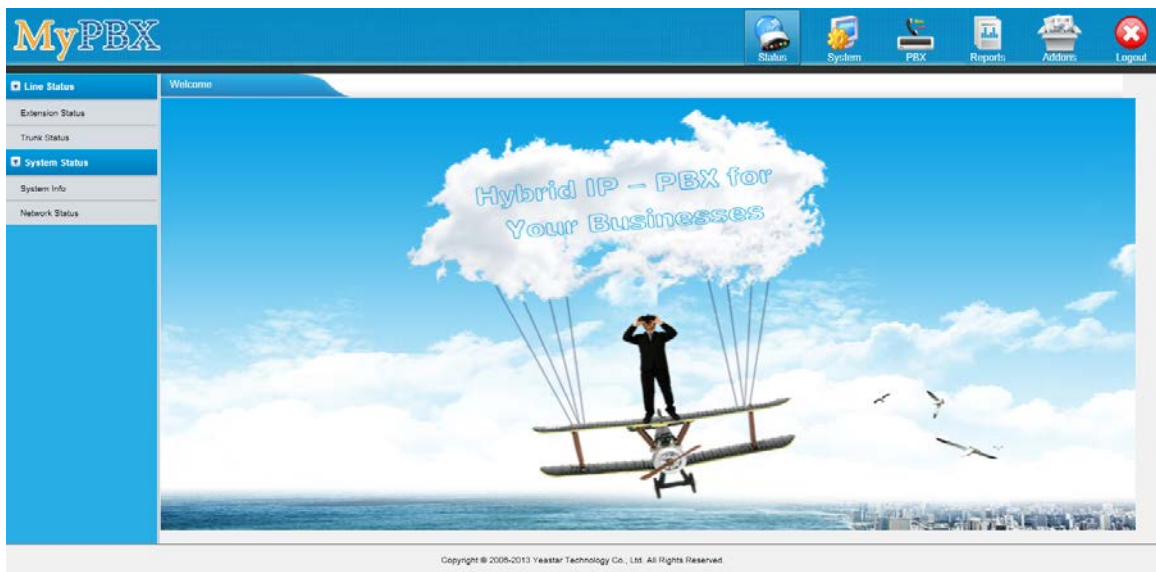 MyPBX
Status
System
PBX
Reports
Addons
Logout
Line Status
Extension Status
Trunk Status
System Status
System Info
Network Status
Welcome
Hybrid IP – PBX for
Your Businesses
Copyright © 2006-2013 Yeastar Technology Co., Ltd. All Rights Reserved.